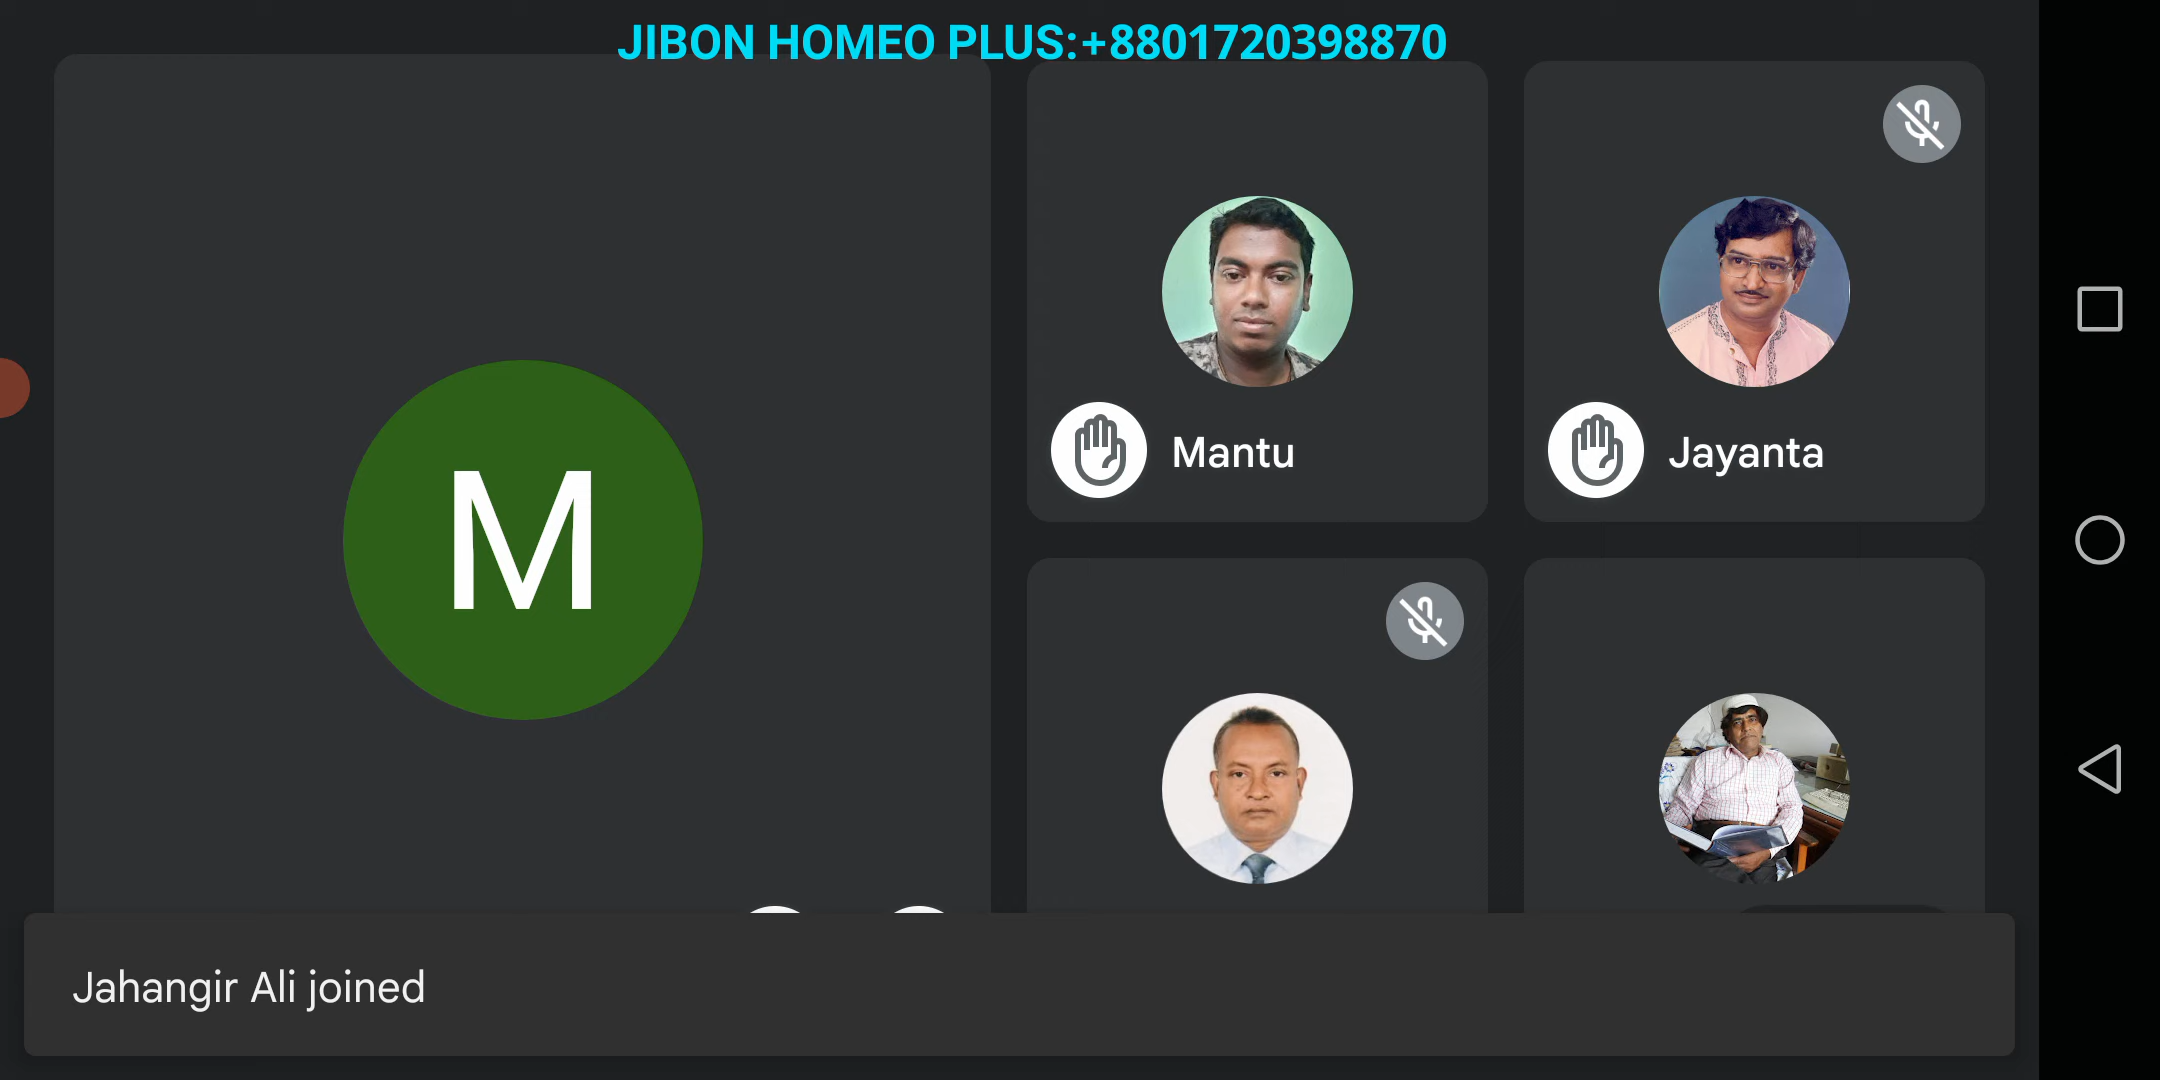 JIBON HOMEO PLUS:+8801720398870
M
Mantu
Jayanta
Jahangir Ali joined